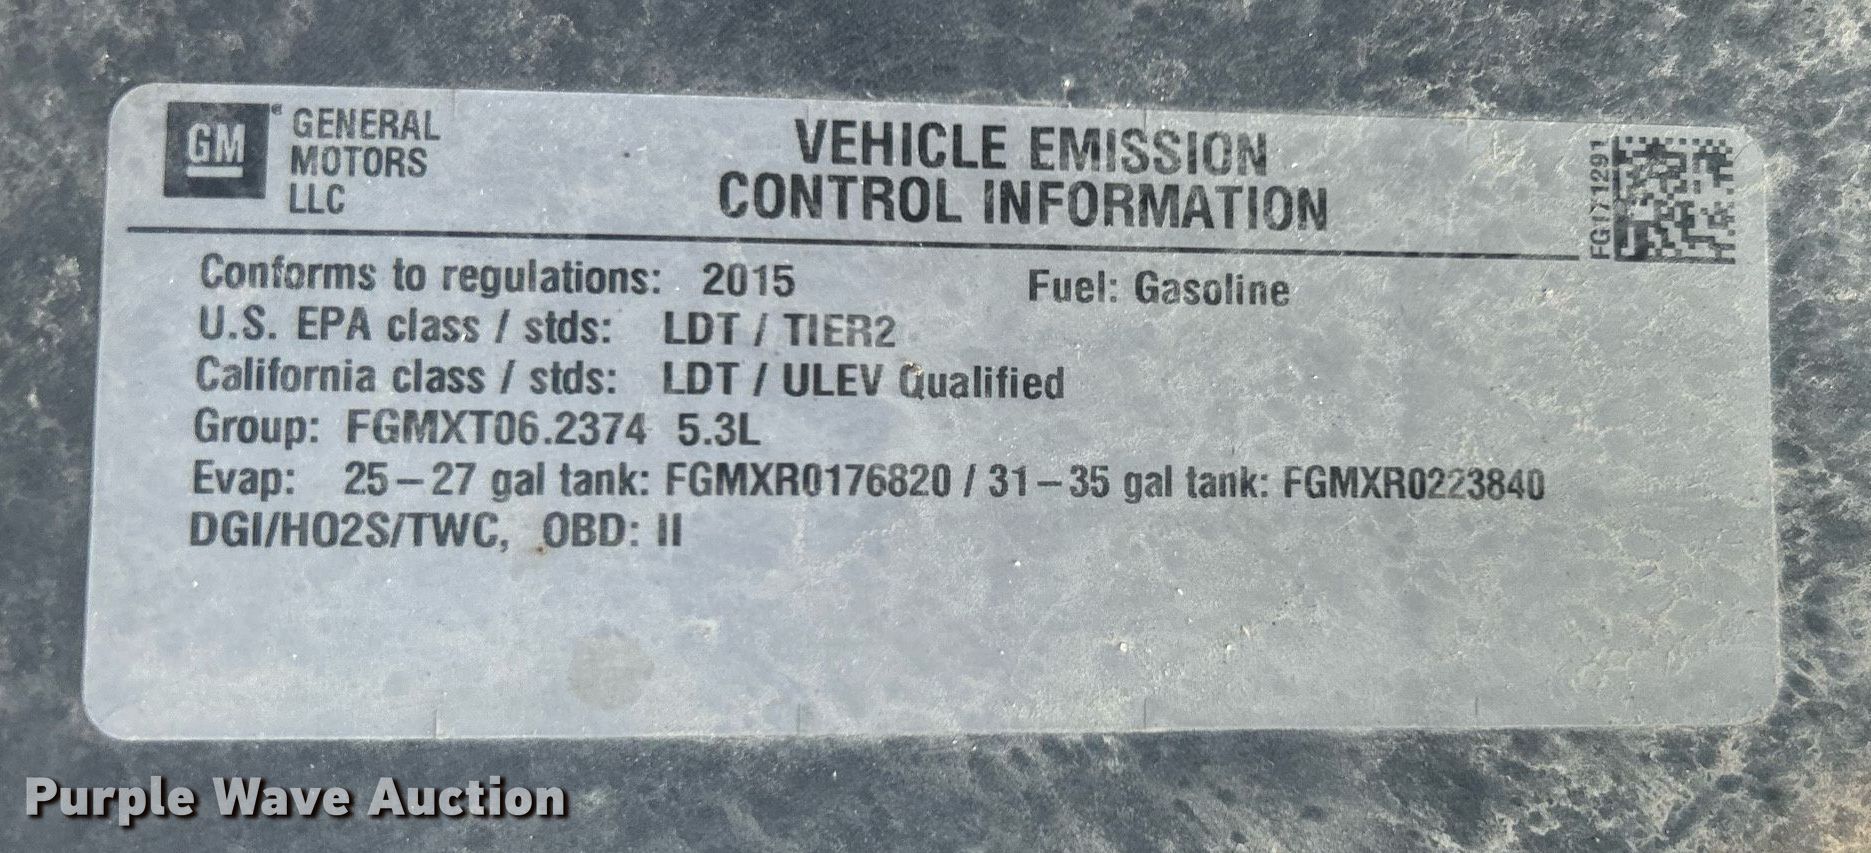 GM
GENERAL
MOTORS
LLC
VEHICLE EMISSION
CONTROL INFORMATION
FG171291
Conforms to regulations: 2015 Fuel: Gasoline
U.S. EPA class / stds: LDT / TIER2
California class / stds: LDT / ULEV Qualified
Group: FGMXT06.2374 5.3L
Evap: 25–27 gal tank: FGMXR0176820 / 31–35 gal tank: FGMXR0223840
DGI/HO2S/TWC, OBD: II
Purple Wave Auction